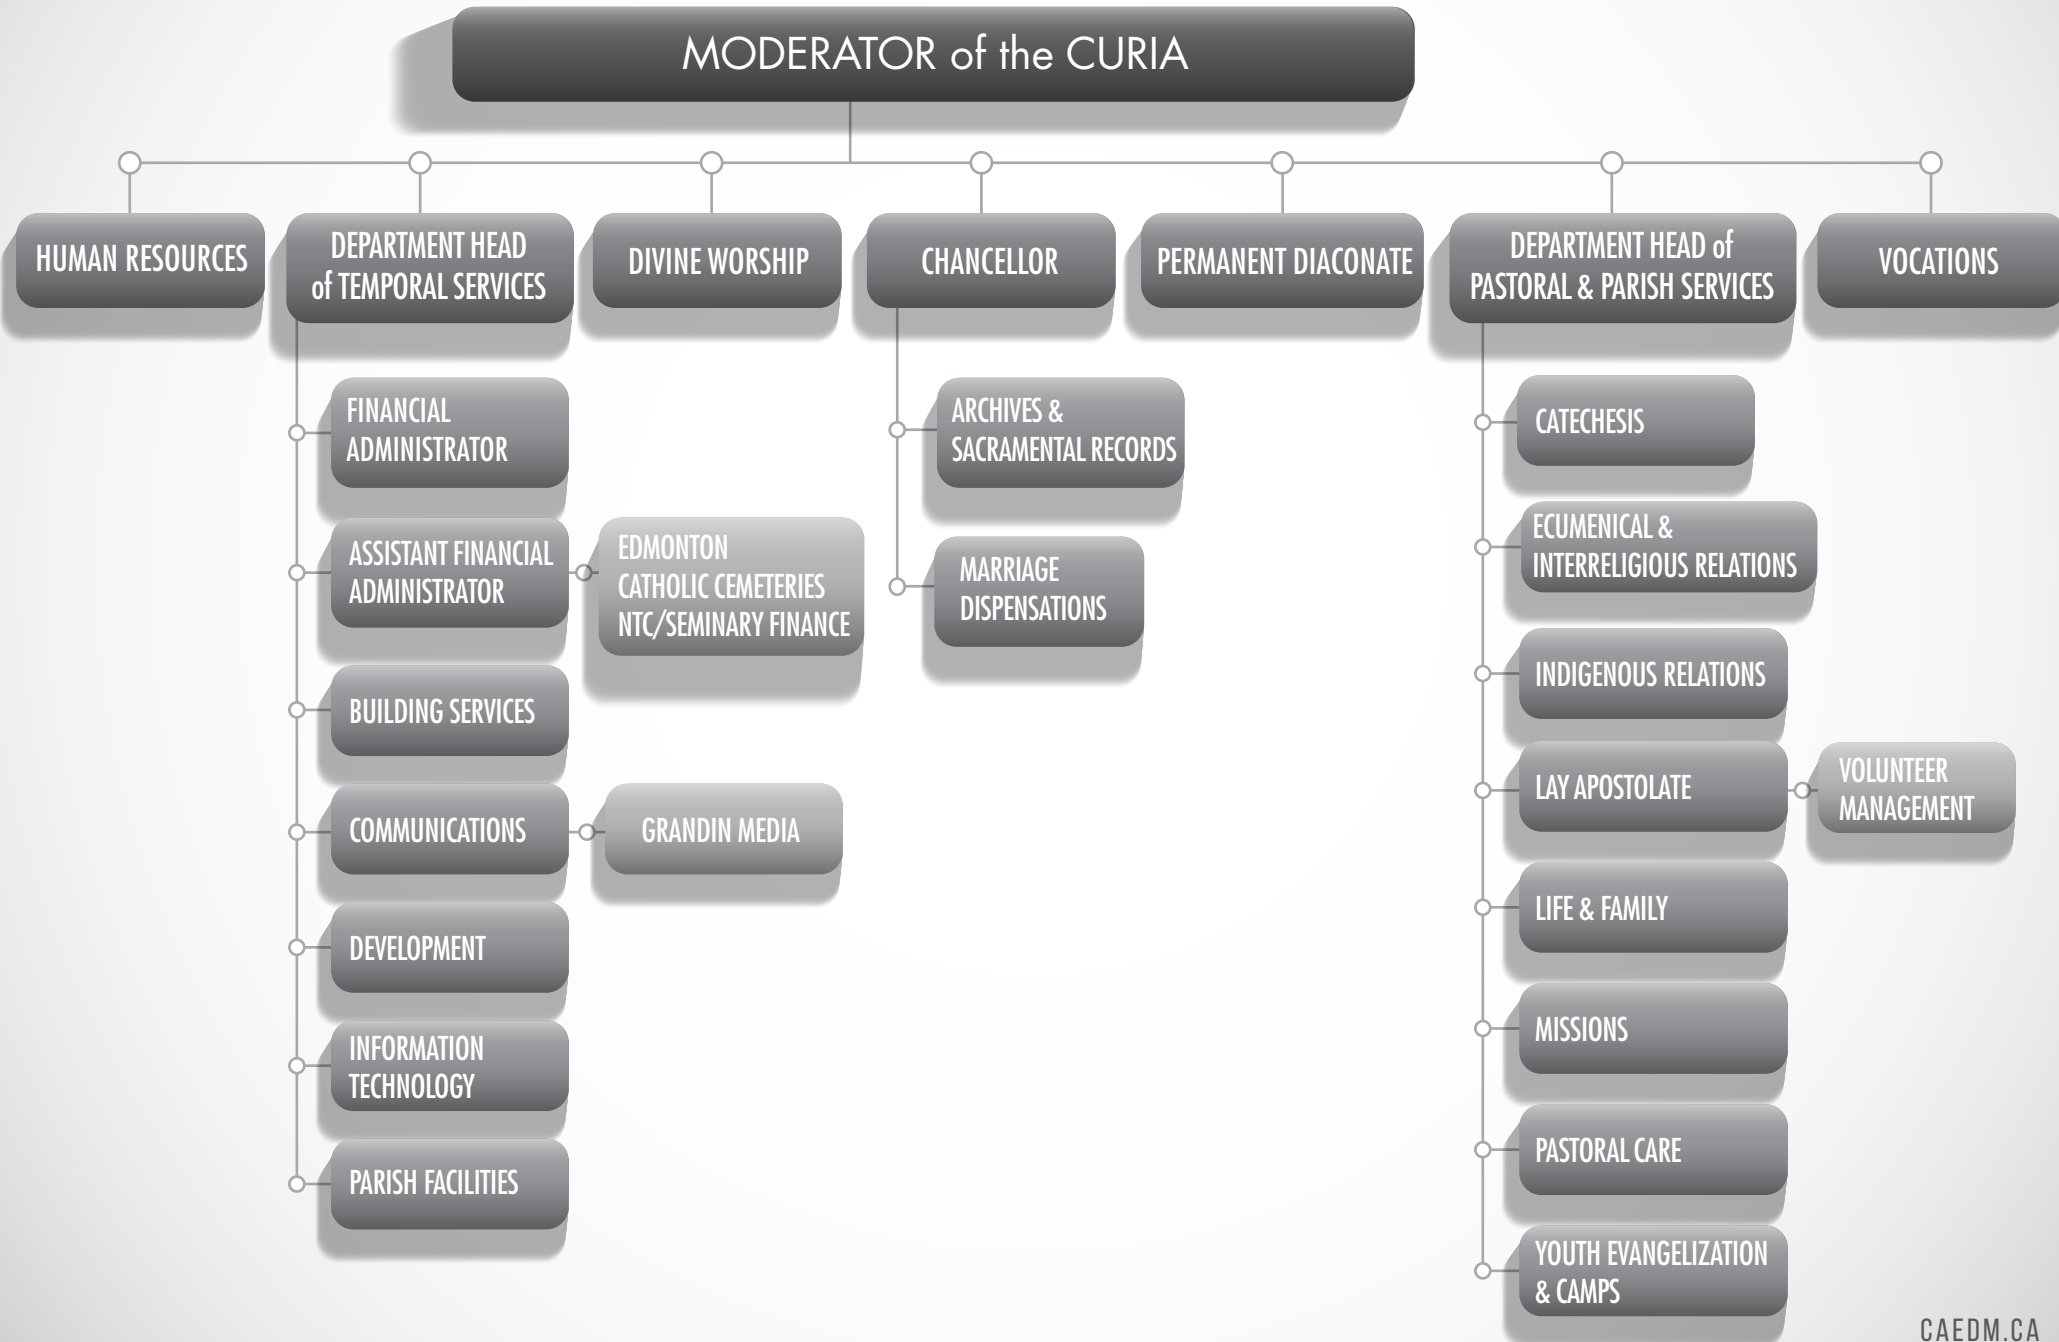 MODERATOR of the CURIA
HUMAN RESOURCES
DEPARTMENT HEAD
of TEMPORAL SERVICES
DIVINE WORSHIP
CHANCELLOR
PERMANENT DIACONATE
DEPARTMENT HEAD of
PASTORAL & PARISH SERVICES
VOCATIONS
FINANCIAL
ADMINISTRATOR
ASSISTANT FINANCIAL
ADMINISTRATOR
EDMONTON
CATHOLIC CEMETERIES
NTC/SEMINARY FINANCE
BUILDING SERVICES
COMMUNICATIONS
GRANDIN MEDIA
DEVELOPMENT
INFORMATION
TECHNOLOGY
PARISH FACILITIES
ARCHIVES &
SACRAMENTAL RECORDS
MARRIAGE
DISPENSATIONS
CATECHESIS
ECUMENICAL &
INTERRELIGIOUS RELATIONS
INDIGENOUS RELATIONS
LAY APOSTOLATE
VOLUNTEER
MANAGEMENT
LIFE & FAMILY
MISSIONS
PASTORAL CARE
YOUTH EVANGELIZATION
& CAMPS
CAEDM.CA